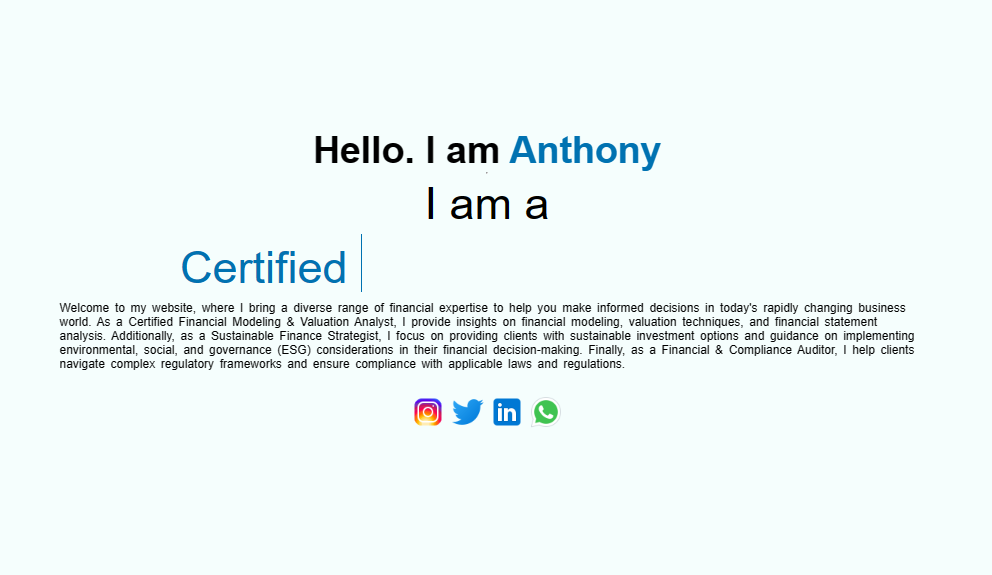 Hello. I am Anthony
I am a
Certified
Welcome to my website, where I bring a diverse range of financial expertise to help you make informed decisions in today's rapidly changing business
world. As a Certified Financial Modeling & Valuation Analyst, I provide insights on financial modeling, valuation techniques, and financial statement
analysis. Additionally, as a Sustainable Finance Strategist, I focus on providing clients with sustainable investment options and guidance on implementing
environmental, social, and governance (ESG) considerations in their financial decision-making. Finally, as a Financial & Compliance Auditor, I help clients
navigate complex regulatory frameworks and ensure compliance with applicable laws and regulations.
in